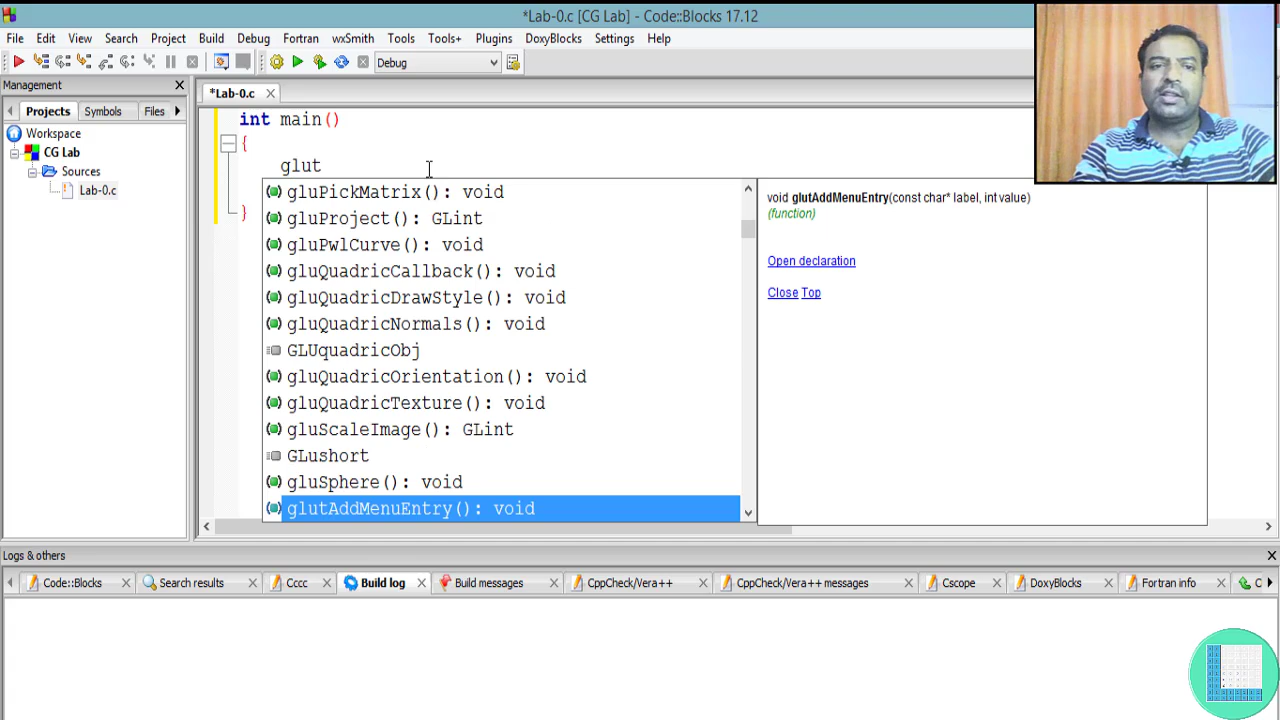 *Lab-0.c [CG Lab] - Code::Blocks 17.12
File Edit View Search Project Build Debug Fortran wxSmith Tools Tools+ Plugins DoxyBlocks Settings Help
Debug
Management
*Lab-0.c
Projects Symbols Files
Workspace
CG Lab
Sources
Lab-0.c
int main()
{
glut
}
gluPickMatrix(): void
gluProject(): GLint
gluPwlCurve(): void
gluQuadricCallback(): void
gluQuadricDrawStyle(): void
gluQuadricNormals(): void
GLUquadricObj
gluQuadricOrientation(): void
gluQuadricTexture(): void
gluScaleImage(): GLint
GLushort
gluSphere(): void
glutAddMenuEntry(): void
void glutAddMenuEntry(const char* label, int value)
(function)
Open declaration
Close Top
Logs & others
Code::Blocks Search results Cccc Build log Build messages CppCheck/Vera++ CppCheck/Vera++ messages Cscope DoxyBlocks Fortran info C